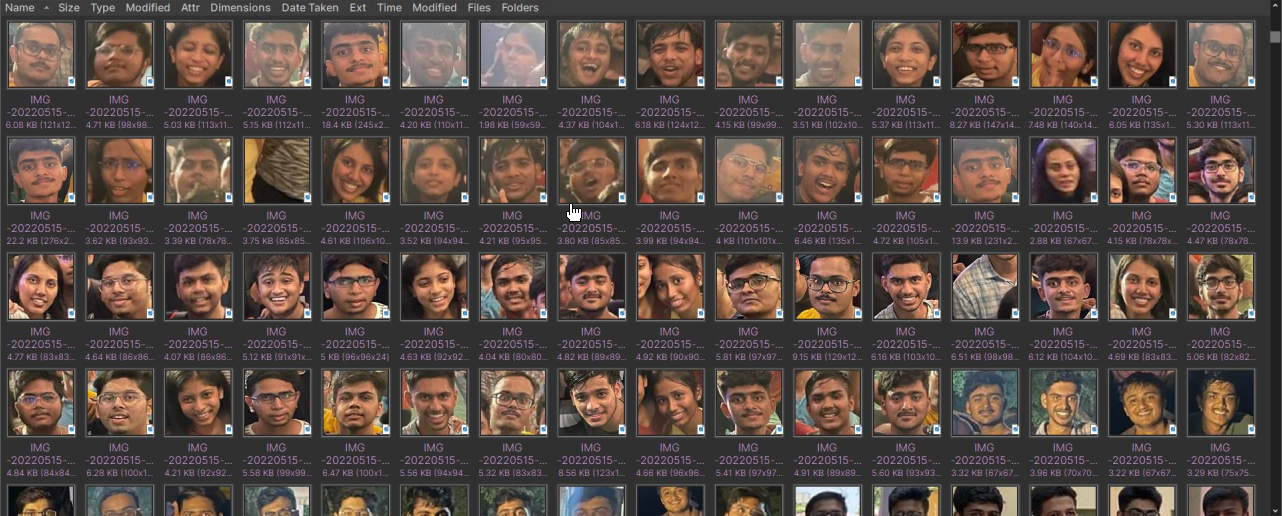 Name Size Type Modified Attr Dimensions Date Taken Ext Time Modified Files Folders
IMG IMG IMG IMG IMG IMG IMG IMG IMG IMG IMG IMG IMG IMG IMG IMG
-20220515-... -20220515-... -20220515-... -20220515-... -20220515-... -20220515-... -20220515-... -20220515-... -20220515-... -20220515-... -20220515-... -20220515-... -20220515-... -20220515-... -20220515-... -20220515-...
6.08 KB (121x12... 4.71 KB (98x98... 5.03 KB (113x11... 5.15 KB (112x11... 18.4 KB (245x2... 4.20 KB (110x11... 1.98 KB (59x59... 4.37 KB (104x1... 6.18 KB (124x12... 4.15 KB (99x99... 3.51 KB (102x10... 5.37 KB (113x11... 8.27 KB (147x14... 7.48 KB (140x14... 6.05 KB (135x1... 5.30 KB (113x11...
IMG IMG IMG IMG IMG IMG IMG IMG IMG IMG IMG IMG IMG IMG IMG IMG
-20220515-... -20220515-... -20220515-... -20220515-... -20220515-... -20220515-... -20220515-... -20220515-... -20220515-... -20220515-... -20220515-... -20220515-... -20220515-... -20220515-... -20220515-... -20220515-...
22.2 KB (276x2... 3.62 KB (93x93... 3.39 KB (78x78... 3.75 KB (85x85... 4.61 KB (106x10... 3.52 KB (94x94... 4.21 KB (95x95... 3.80 KB (85x85... 3.99 KB (94x94... 4 KB (101x101x... 6.46 KB (135x1... 4.72 KB (105x1... 13.9 KB (231x2... 2.88 KB (67x67... 4.15 KB (78x78x... 4.47 KB (78x78...
IMG IMG IMG IMG IMG IMG IMG IMG IMG IMG IMG IMG IMG IMG IMG IMG
-20220515-... -20220515-... -20220515-... -20220515-... -20220515-... -20220515-... -20220515-... -20220515-... -20220515-... -20220515-... -20220515-... -20220515-... -20220515-... -20220515-... -20220515-... -20220515-...
4.77 KB (83x83... 4.64 KB (86x86... 4.07 KB (86x86... 5.12 KB (91x91x... 5 KB (96x96x24) 4.63 KB (92x92... 4.04 KB (80x80... 4.82 KB (89x89... 4.92 KB (90x90... 5.81 KB (97x97... 9.15 KB (129x12... 6.16 KB (103x10... 6.51 KB (98x98... 6.12 KB (104x10... 4.69 KB (83x83... 5.06 KB (82x82...
IMG IMG IMG IMG IMG IMG IMG IMG IMG IMG IMG IMG IMG IMG IMG IMG
-20220515-... -20220515-... -20220515-... -20220515-... -20220515-... -20220515-... -20220515-... -20220515-... -20220515-... -20220515-... -20220515-... -20220515-... -20220515-... -20220515-... -20220515-... -20220515-...
4.84 KB (84x84... 6.28 KB (100x1... 4.21 KB (92x92... 5.58 KB (99x99... 6.47 KB (100x1... 5.56 KB (94x94... 5.32 KB (83x83... 8.56 KB (123x1... 4.66 KB (96x96... 5.41 KB (97x97... 4.91 KB (89x89... 5.60 KB (93x93... 3.32 KB (67x67... 3.96 KB (70x70... 3.22 KB (67x67... 3.29 KB (75x75...